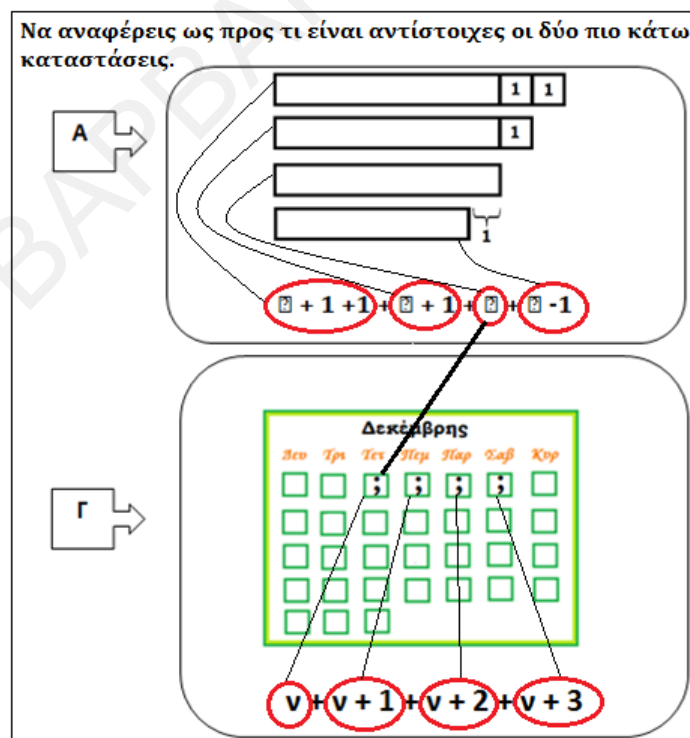 Να αναφέρεις ως προς τι είναι αντίστοιχες οι δύο πιο κάτω
καταστάσεις.
ΒΑΡΒΑ
Α
1 1
1
1
⍰ + 1 +1 + ⍰ + 1 + ⍰ + ⍰ -1
Γ
Δεκέμβρης
Δευ Τρι Τετ Πεμ Παρ Σαβ Κυρ
; ; ; ;
ν + ν + 1 + ν + 2 + ν + 3